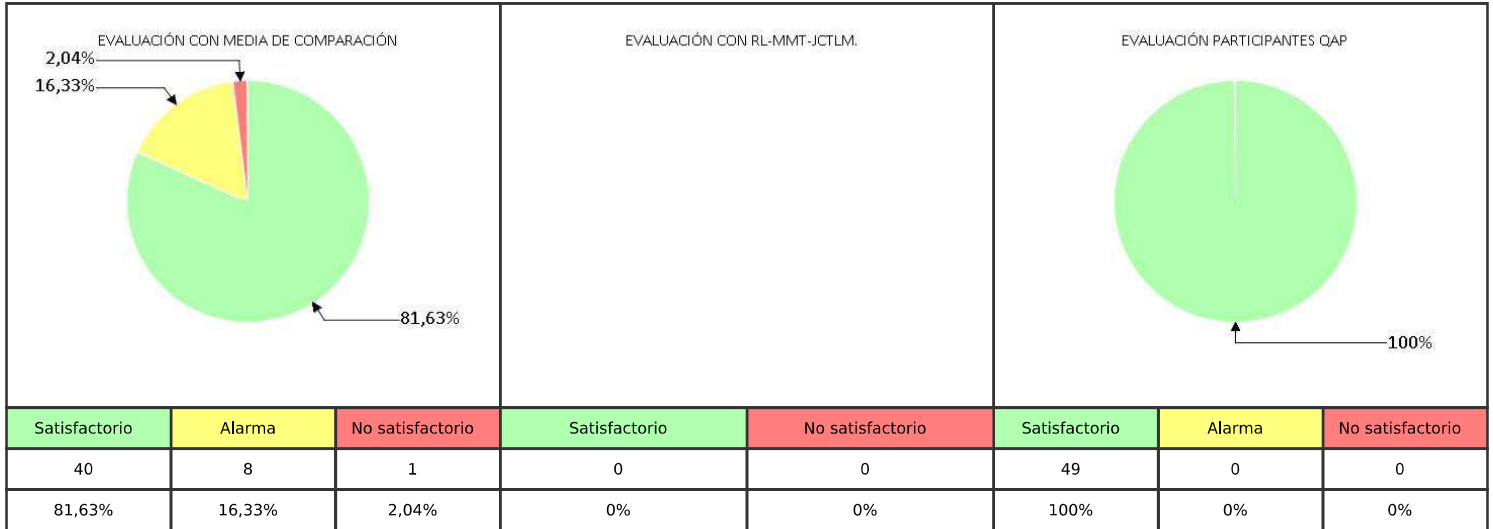 EVALUACIÓN CON MEDIA DE COMPARACIÓN
2,04%
16,33%
81,63%
EVALUACIÓN CON RL-MMT-JCTLM.
EVALUACIÓN PARTICIPANTES QAP
100%
Satisfactorio Alarma No satisfactorio Satisfactorio No satisfactorio Satisfactorio Alarma No satisfactorio
40 8 1 0 0 49 0 0
81,63% 16,33% 2,04% 0% 0% 100% 0% 0%